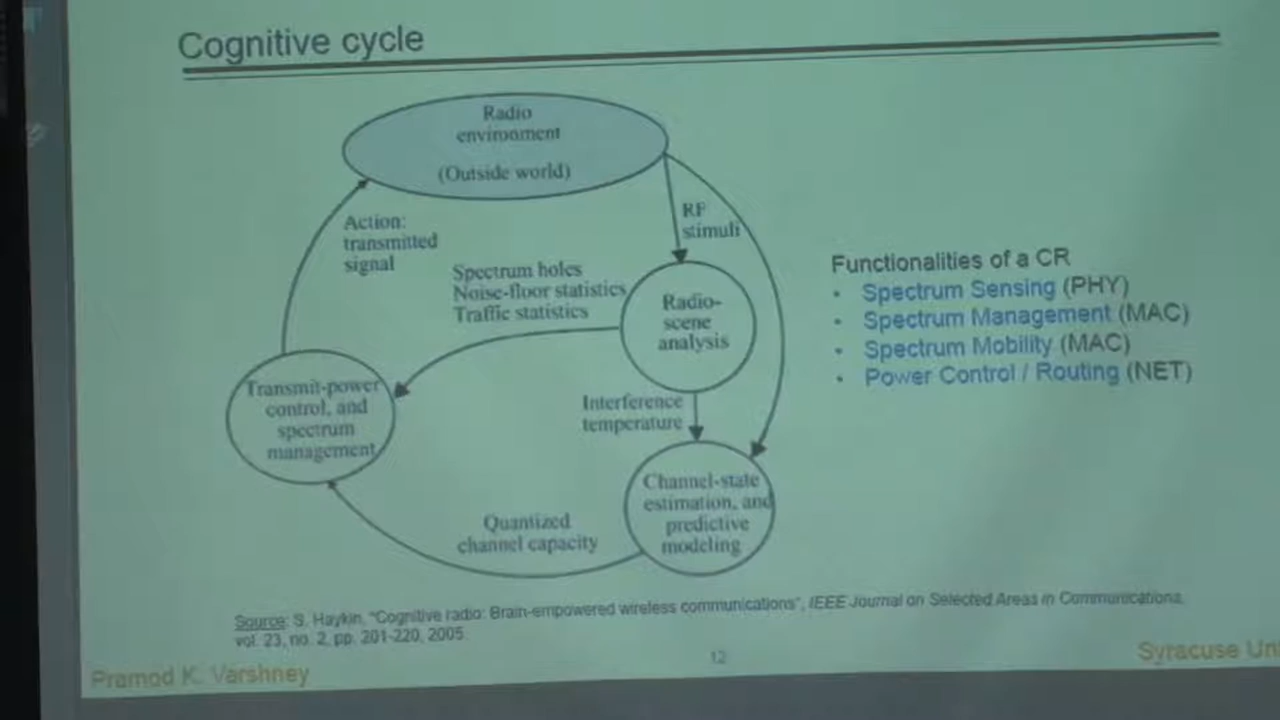 Cognitive cycle
Radio
environment
(Outside world)
Action:
transmitted
signal
RF
stimuli
Spectrum holes
Noise-floor statistics
Traffic statistics
Radio-
scene
analysis
Transmit-power
control, and
spectrum
management
Interference
temperature
Channel-state
estimation, and
predictive
modeling
Quantized
channel capacity
Functionalities of a CR
• Spectrum Sensing (PHY)
• Spectrum Management (MAC)
• Spectrum Mobility (MAC)
• Power Control / Routing (NET)
Source: S. Haykin, "Cognitive radio: Brain-empowered wireless communications", IEEE Journal on Selected Areas in Communications,
vol. 23, no. 2, pp. 201-220, 2005.
Pramod K. Varshney
12
Syracuse Un